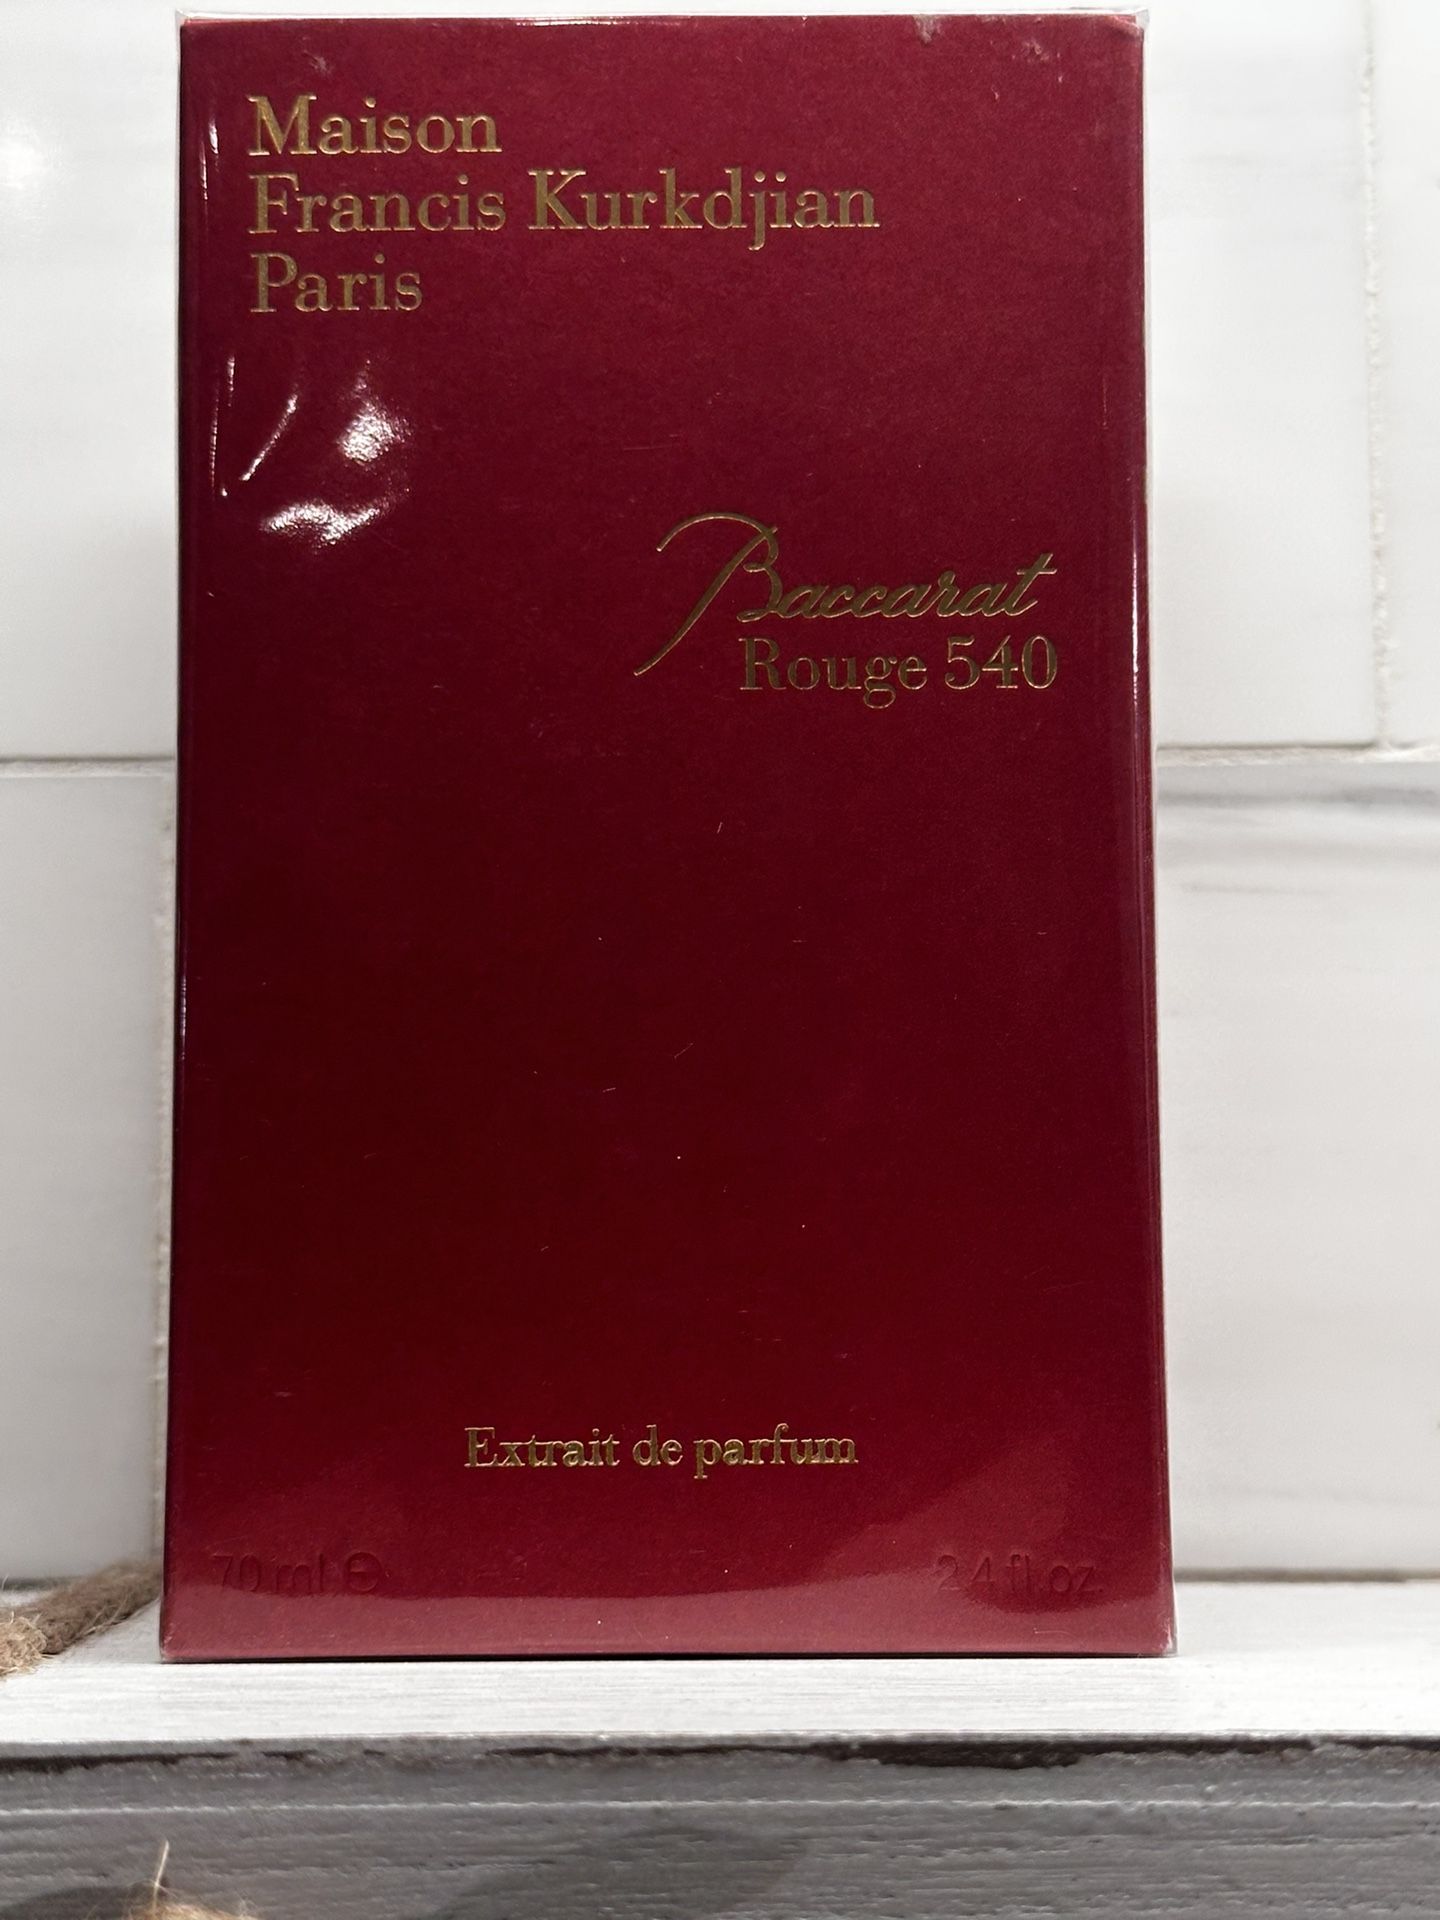 Maison
Francis Kurkdjian
Paris
Baccarat
Rouge 540
Extrait de parfum
70 ml ℮ 2.4 fl.oz.